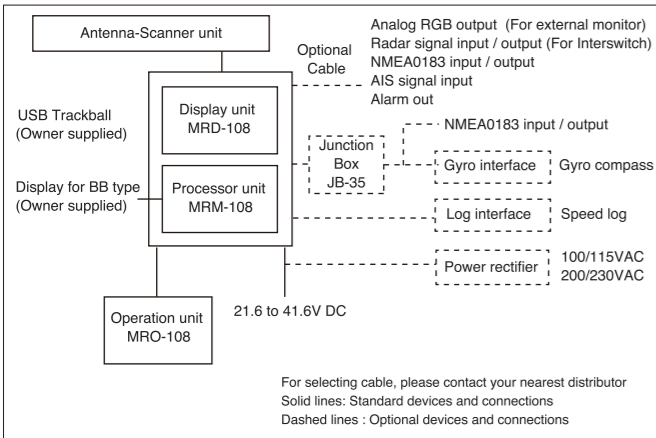 Antenna-Scanner unit
Optional
Cable
Analog RGB output (For external monitor)
Radar signal input / output (For Interswitch)
NMEA0183 input / output
AIS signal input
Alarm out
USB Trackball
(Owner supplied)
Display unit
MRD-108
Junction
Box
JB-35
NMEA0183 input / output
Gyro interface
Gyro compass
Display for BB type
(Owner supplied)
Processor unit
MRM-108
Log interface
Speed log
Power rectifier
100/115VAC
200/230VAC
Operation unit
MRO-108
21.6 to 41.6V DC
For selecting cable, please contact your nearest distributor
Solid lines: Standard devices and connections
Dashed lines : Optional devices and connections